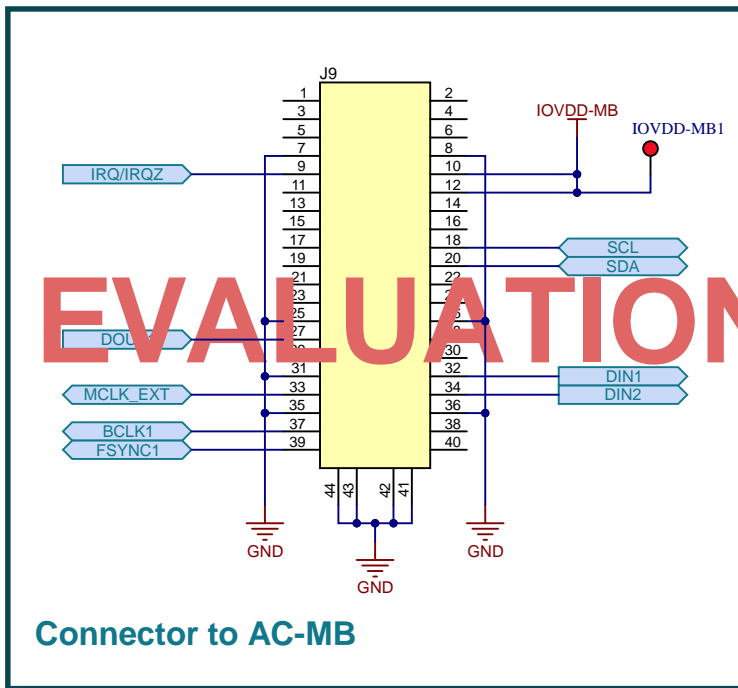 J9
1 2
3 4
5 6
7 8
9 10
11 12
13 14
15 16
17 18
19 20
21 22
23
25
27
30
31 32
33 34
35 36
37 38
39 40
44 43 42 41
IRQ/IRQZ
MCLK_EXT
BCLK1
FSYNC1
IOVDD-MB
IOVDD-MB1
SCL
SDA
DIN1
DIN2
EVALUATION
GND
GND
GND
Connector to AC-MB